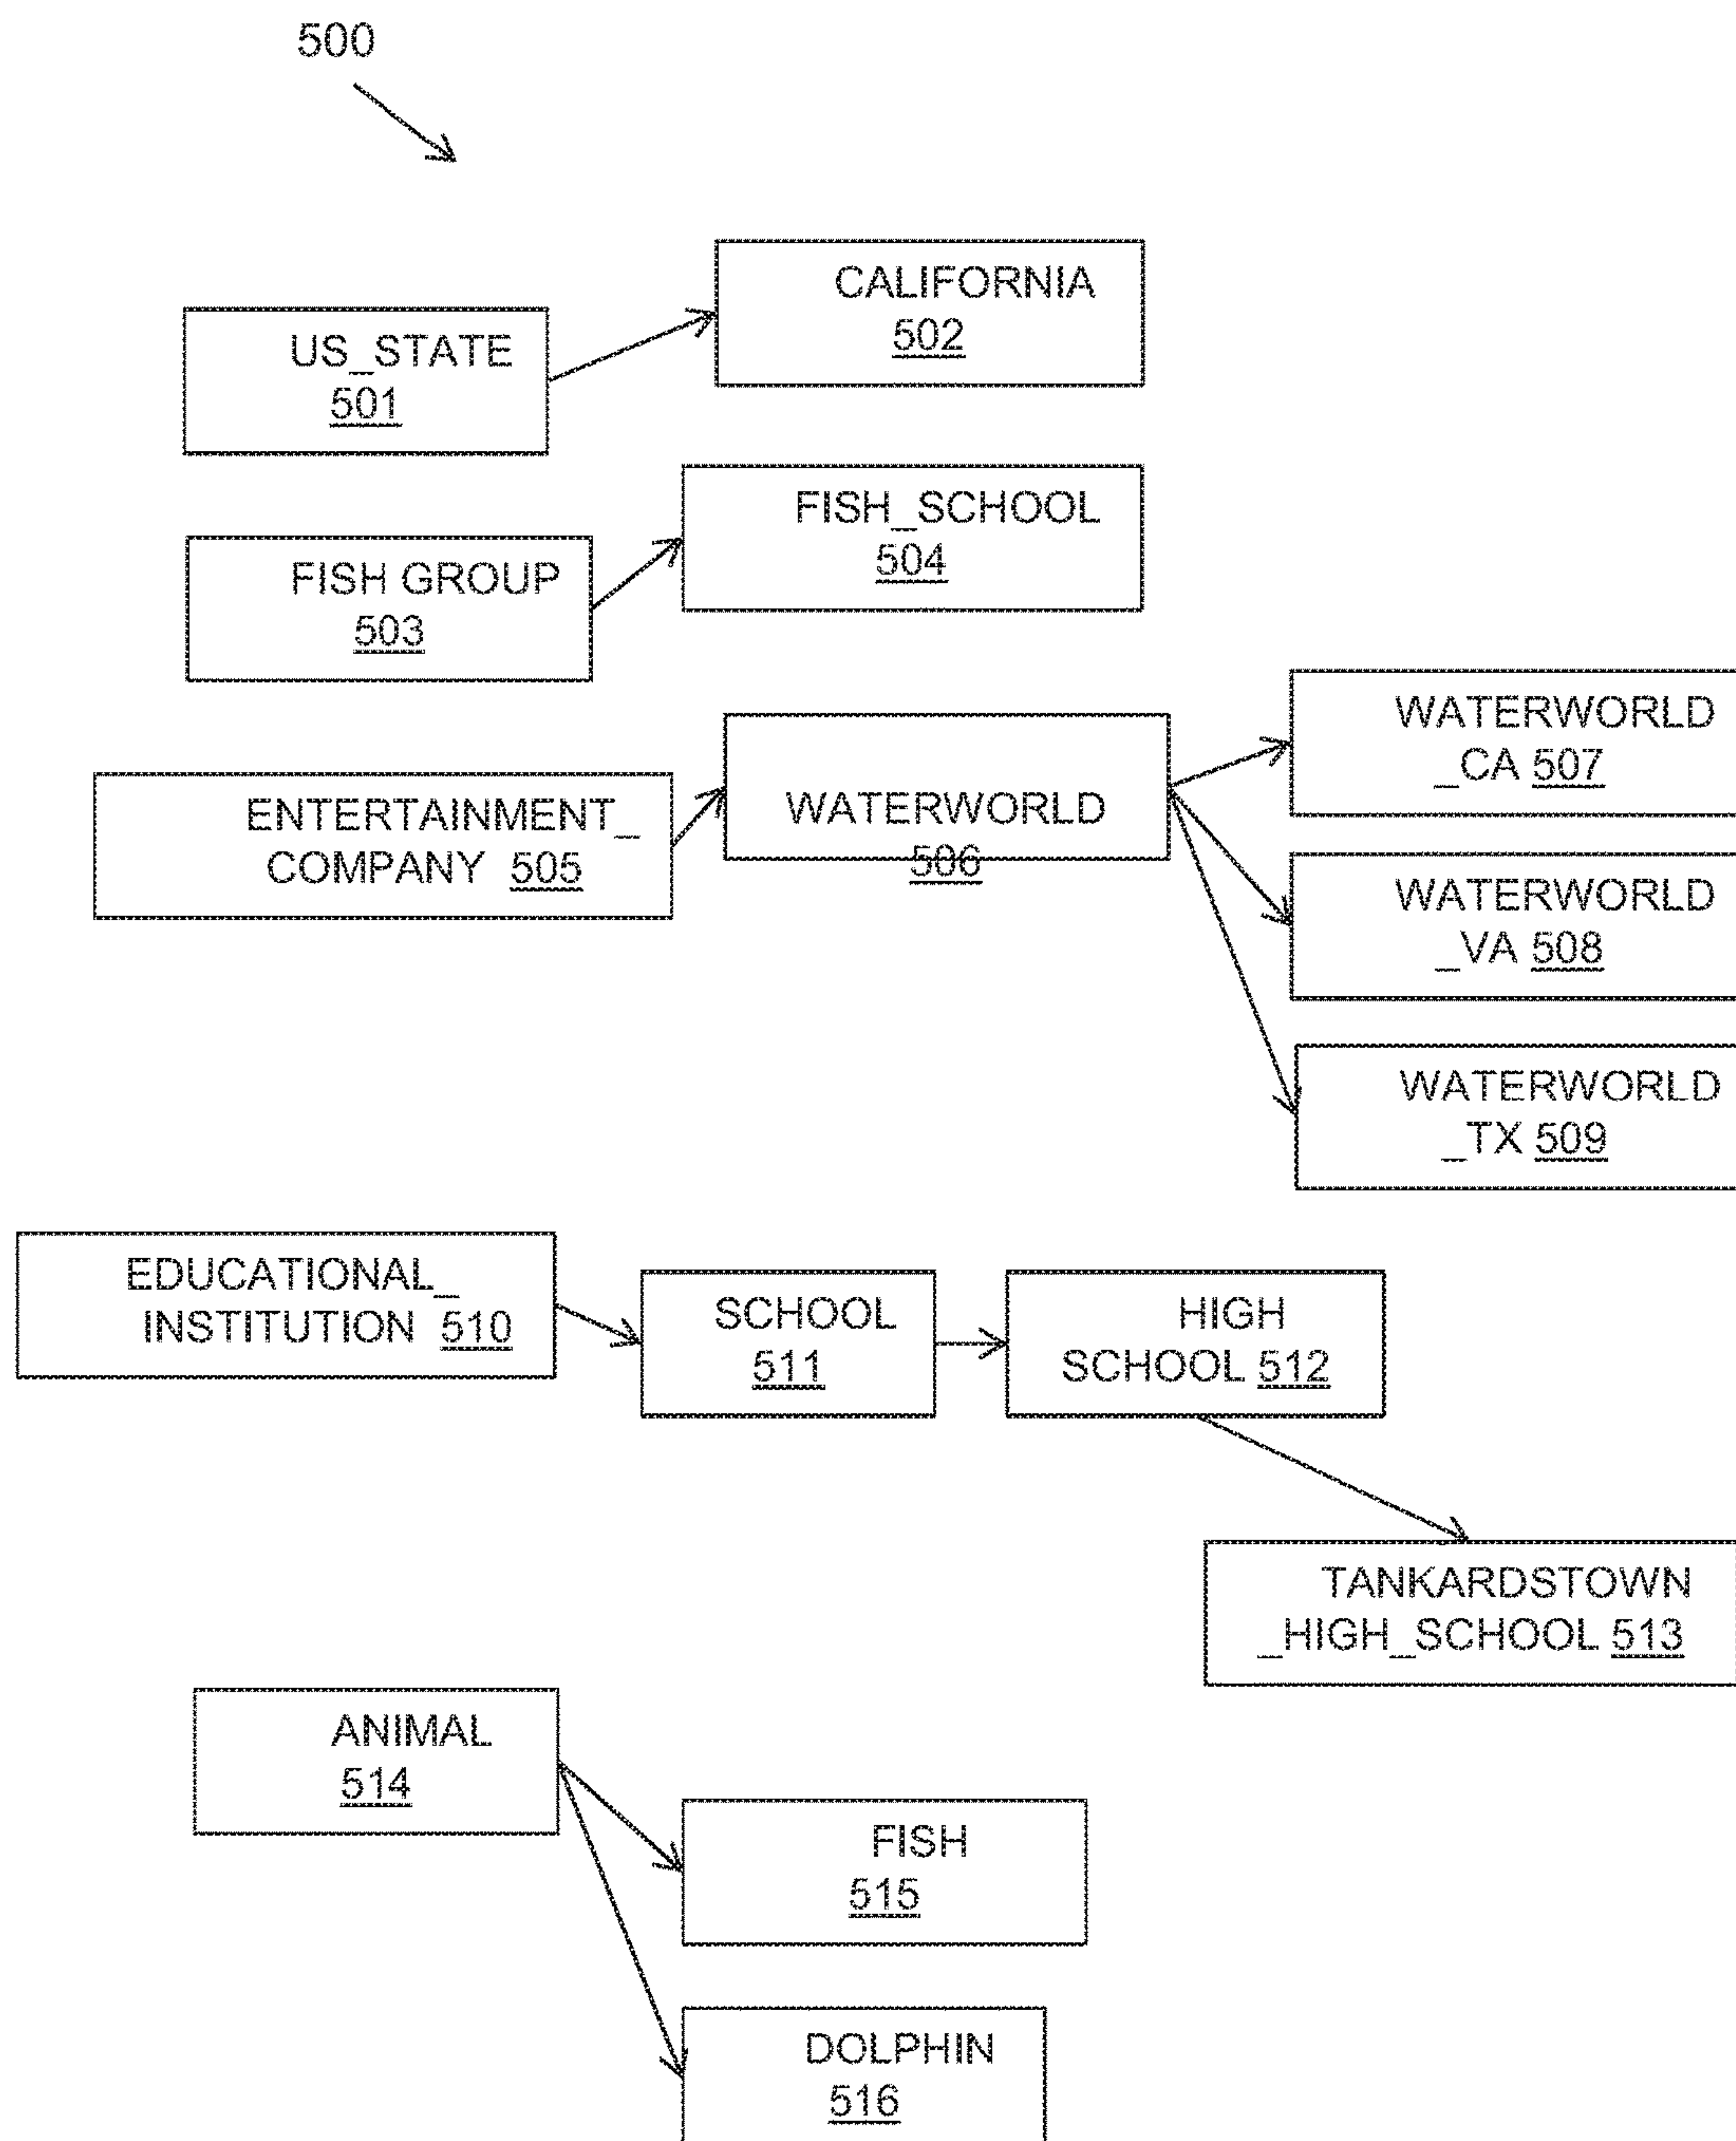 500
CALIFORNIA
502
US_STATE
501
FISH_SCHOOL
504
FISH GROUP
503
WATERWORLD
_CA 507
ENTERTAINMENT_
COMPANY 505
WATERWORLD
506
WATERWORLD
_VA 508
WATERWORLD
_TX 509
EDUCATIONAL_
INSTITUTION 510
SCHOOL
511
HIGH
SCHOOL 512
TANKARDSTOWN
_HIGH_SCHOOL 513
ANIMAL
514
FISH
515
DOLPHIN
516